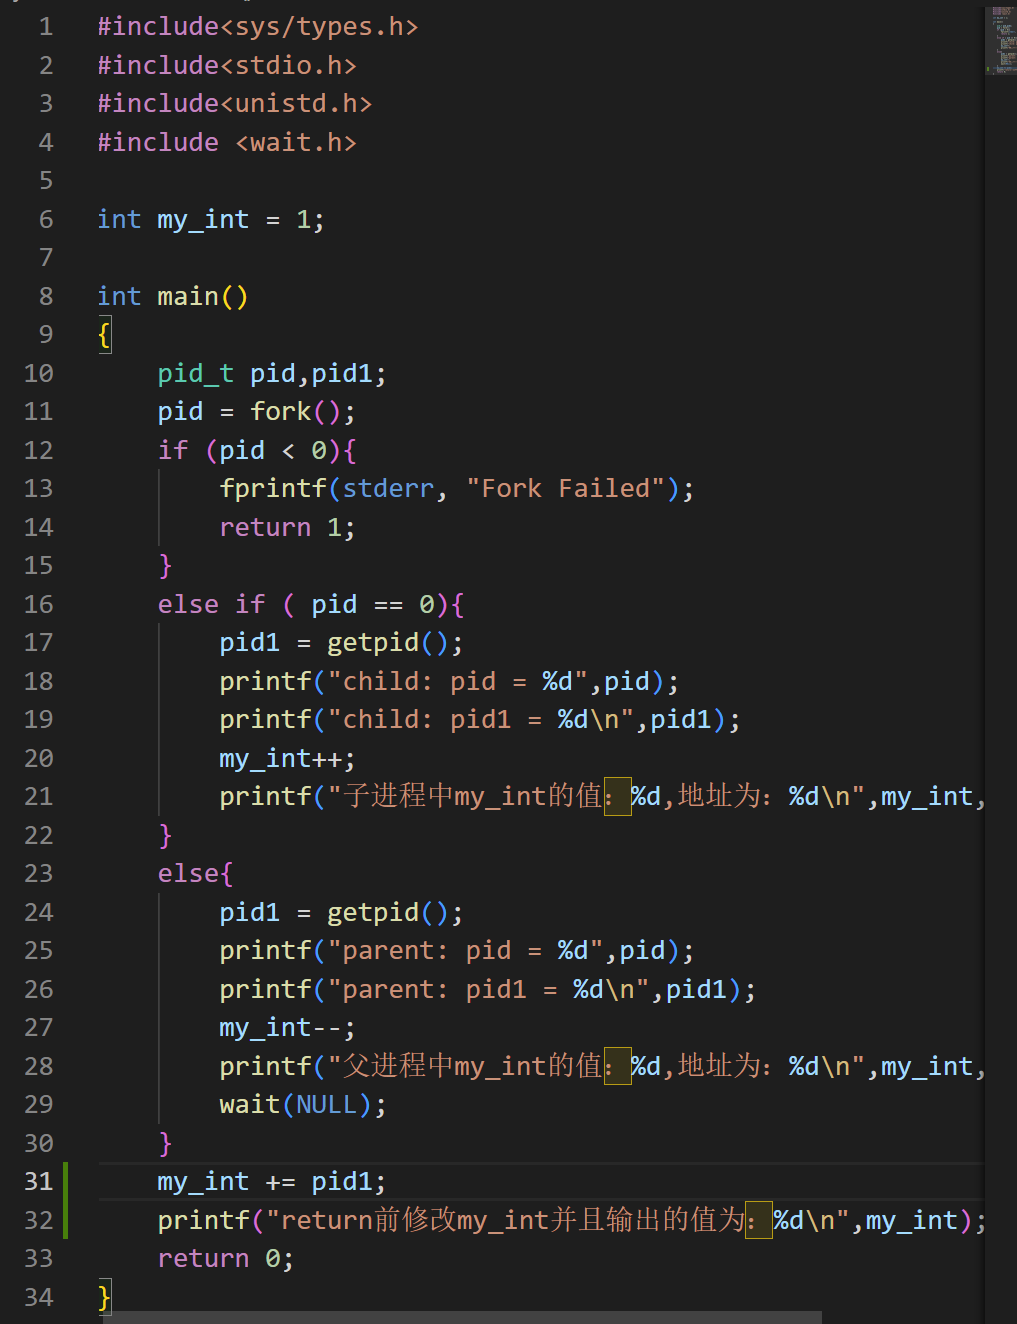 1 #include<sys/types.h>
2 #include<stdio.h>
3 #include<unistd.h>
4 #include <wait.h>
5
6 int my_int = 1;
7
8 int main()
9 {
10     pid_t pid,pid1;
11     pid = fork();
12     if (pid < 0){
13         fprintf(stderr, "Fork Failed");
14         return 1;
15     }
16     else if ( pid == 0){
17         pid1 = getpid();
18         printf("child: pid = %d",pid);
19         printf("child: pid1 = %d\n",pid1);
20         my_int++;
21         printf("子进程中my_int的值：%d,地址为：%d\n",my_int,
22     }
23     else{
24         pid1 = getpid();
25         printf("parent: pid = %d",pid);
26         printf("parent: pid1 = %d\n",pid1);
27         my_int--;
28         printf("父进程中my_int的值：%d,地址为：%d\n",my_int,
29         wait(NULL);
30     }
31     my_int += pid1;
32     printf("return前修改my_int并且输出的值为：%d\n",my_int);
33     return 0;
34 }